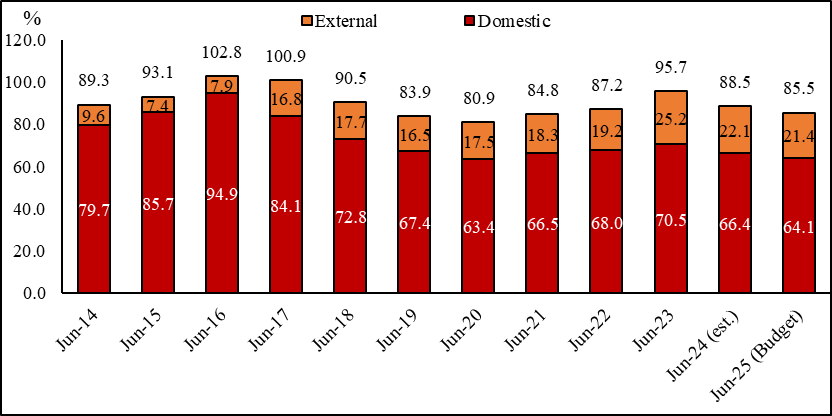 %
External Domestic
120.0
100.0
80.0
60.0
40.0
20.0
0.0
89.3 93.1 102.8 100.9 90.5 83.9 80.9 84.8 87.2 95.7 88.5 85.5
9.6 7.4 7.9 16.8 17.7 16.5 17.5 18.3 19.2 25.2 22.1 21.4
79.7 85.7 94.9 84.1 72.8 67.4 63.4 66.5 68.0 70.5 66.4 64.1
Jun-14
Jun-15
Jun-16
Jun-17
Jun-18
Jun-19
Jun-20
Jun-21
Jun-22
Jun-23
Jun-24 (est.)
Jun-25 (Budget)